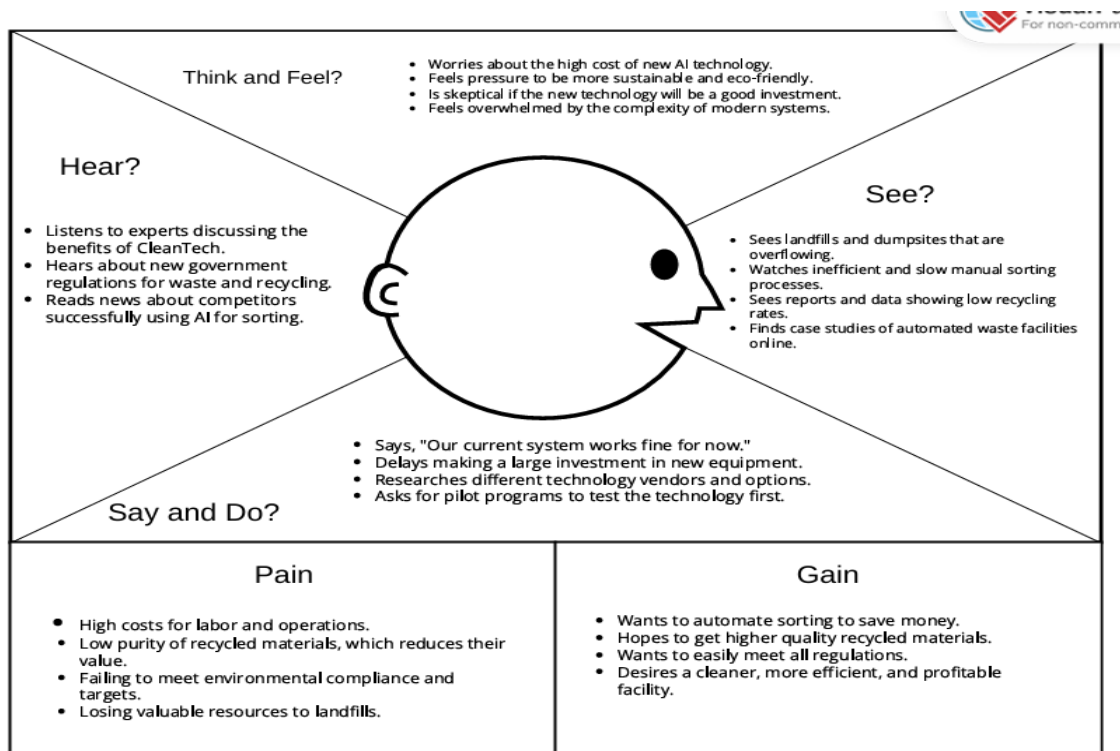 For non-comm
Think and Feel?
• Worries about the high cost of new AI technology.
• Feels pressure to be more sustainable and eco-friendly.
• Is skeptical if the new technology will be a good investment.
• Feels overwhelmed by the complexity of modern systems.
Hear?
• Listens to experts discussing the
benefits of CleanTech.
• Hears about new government
regulations for waste and recycling.
• Reads news about competitors
successfully using AI for sorting.
See?
• Sees landfills and dumpsites that are
overflowing.
• Watches inefficient and slow manual sorting
processes.
• Sees reports and data showing low recycling
rates.
• Finds case studies of automated waste facilities
online.
• Says, "Our current system works fine for now."
• Delays making a large investment in new equipment.
• Researches different technology vendors and options.
• Asks for pilot programs to test the technology first.
Say and Do?
Pain
• High costs for labor and operations.
• Low purity of recycled materials, which reduces their
value.
• Failing to meet environmental compliance and
targets.
• Losing valuable resources to landfills.
Gain
• Wants to automate sorting to save money.
• Hopes to get higher quality recycled materials.
• Wants to easily meet all regulations.
• Desires a cleaner, more efficient, and profitable
facility.